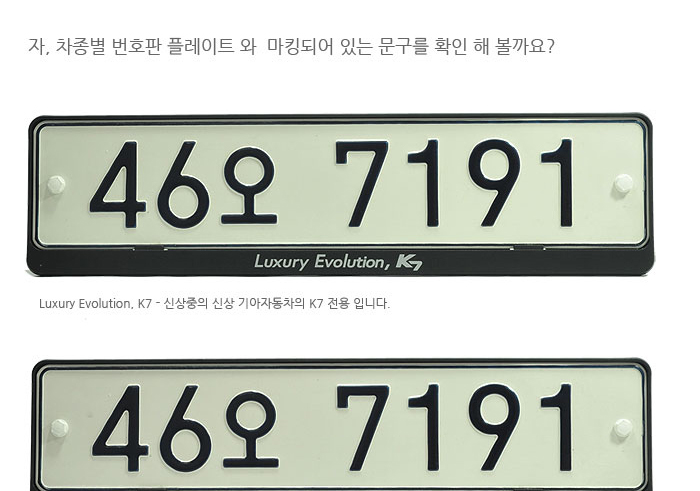 자, 차종별 번호판 플레이트 와 마킹되어 있는 문구를 확인 해 볼까요?
46오 7191
Luxury Evolution, K7
Luxury Evolution, K7 - 신상중의 신상 기아자동차의 K7 전용 입니다.
46오 7191